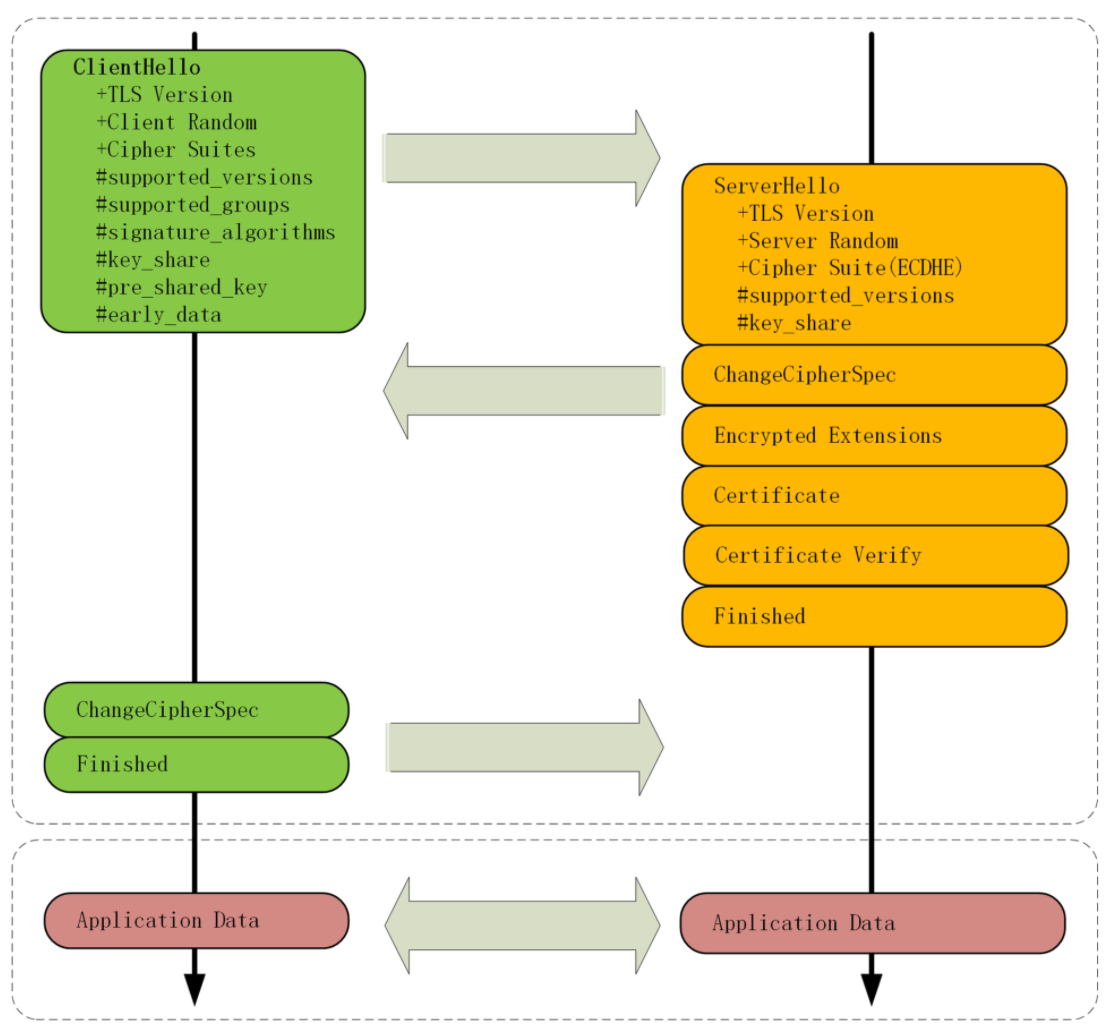 ClientHello
+TLS Version
+Client Random
+Cipher Suites
#supported_versions
#supported_groups
#signature_algorithms
#key_share
#pre_shared_key
#early_data
ServerHello
+TLS Version
+Server Random
+Cipher Suite(ECDHE)
#supported_versions
#key_share
ChangeCipherSpec
Encrypted Extensions
Certificate
Certificate Verify
Finished
ChangeCipherSpec
Finished
Application Data
Application Data